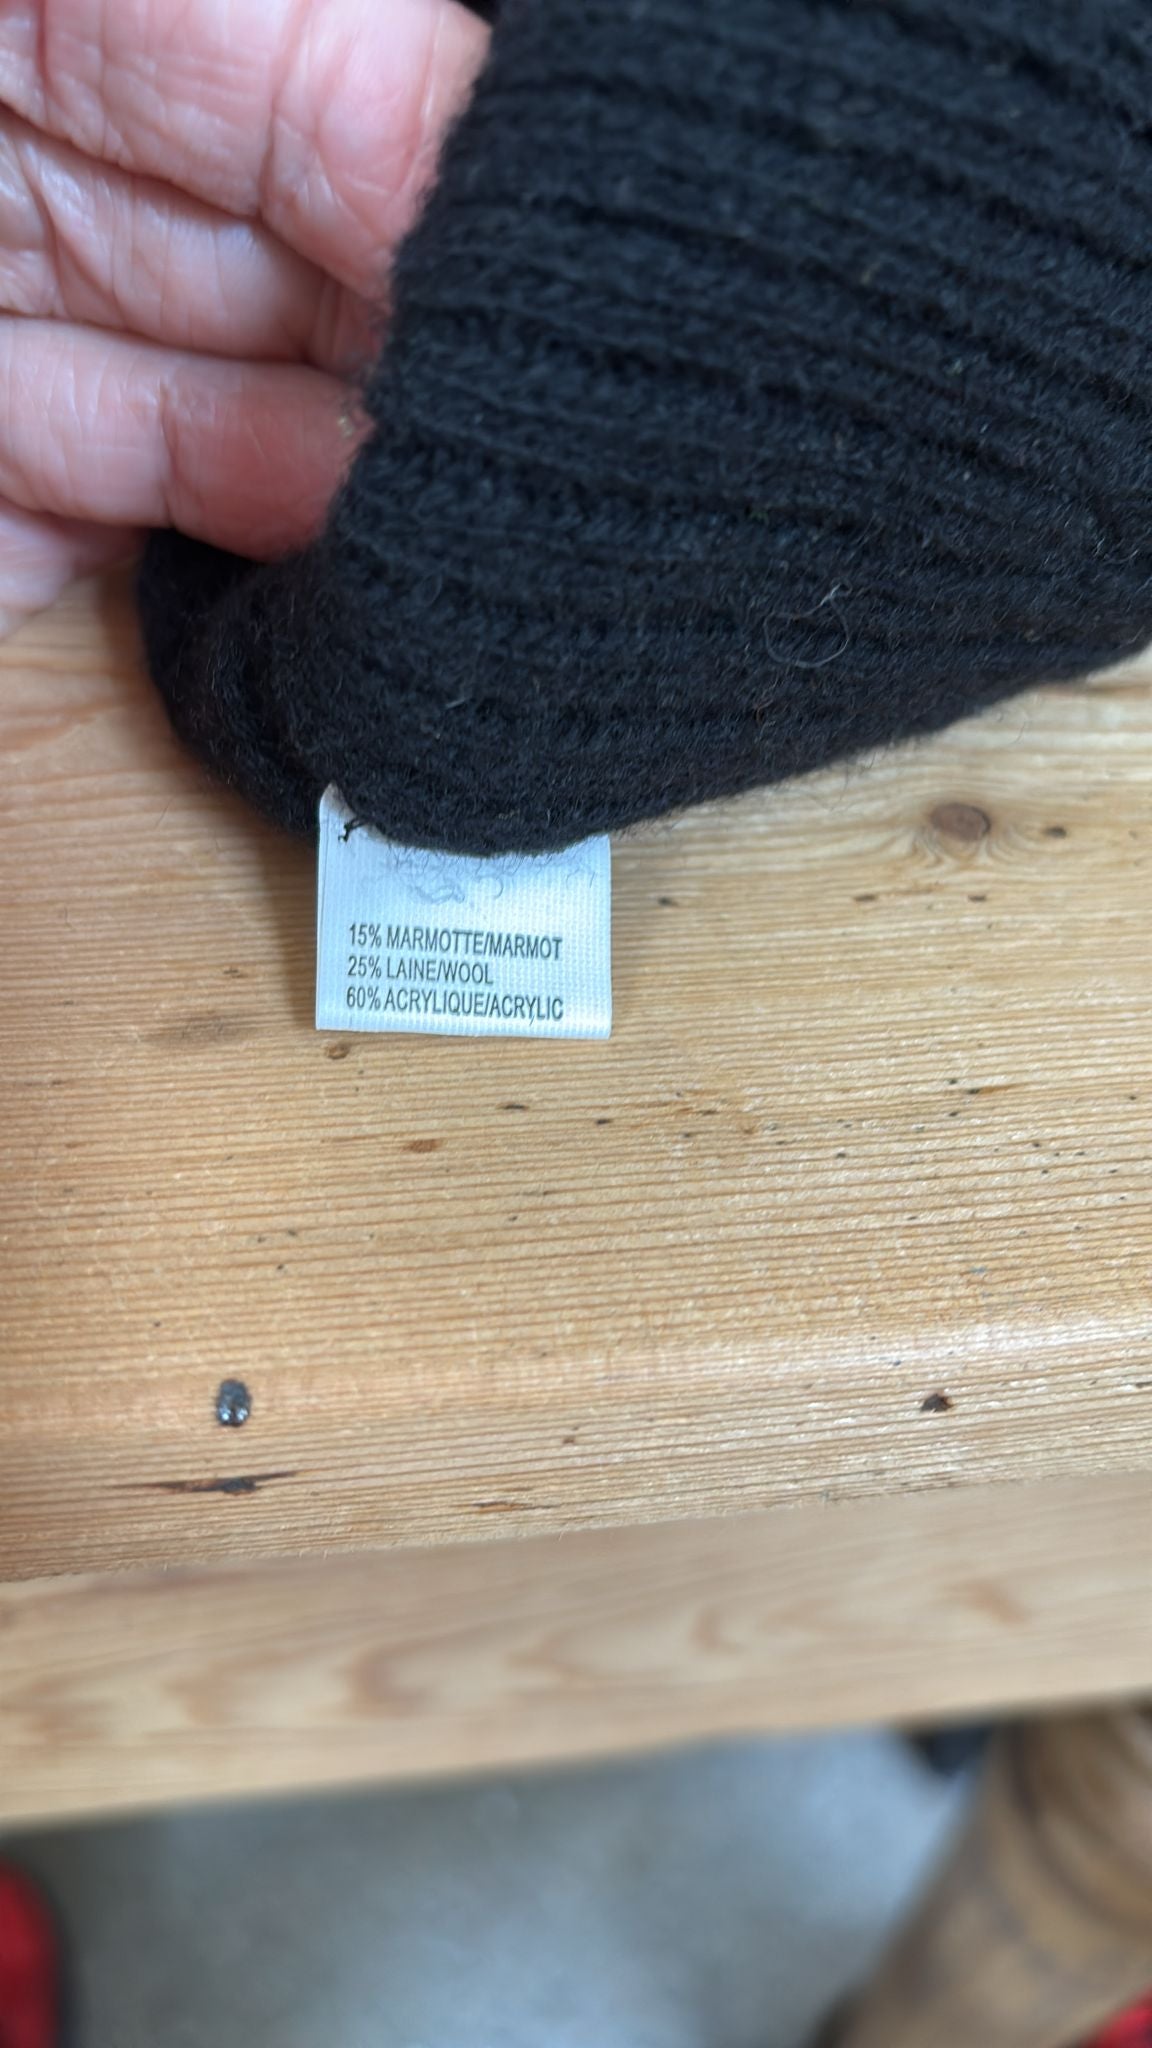 15% MARMOTTE/MARMOT
25% LAINE/WOOL
60% ACRYLIQUE/ACRYLIC